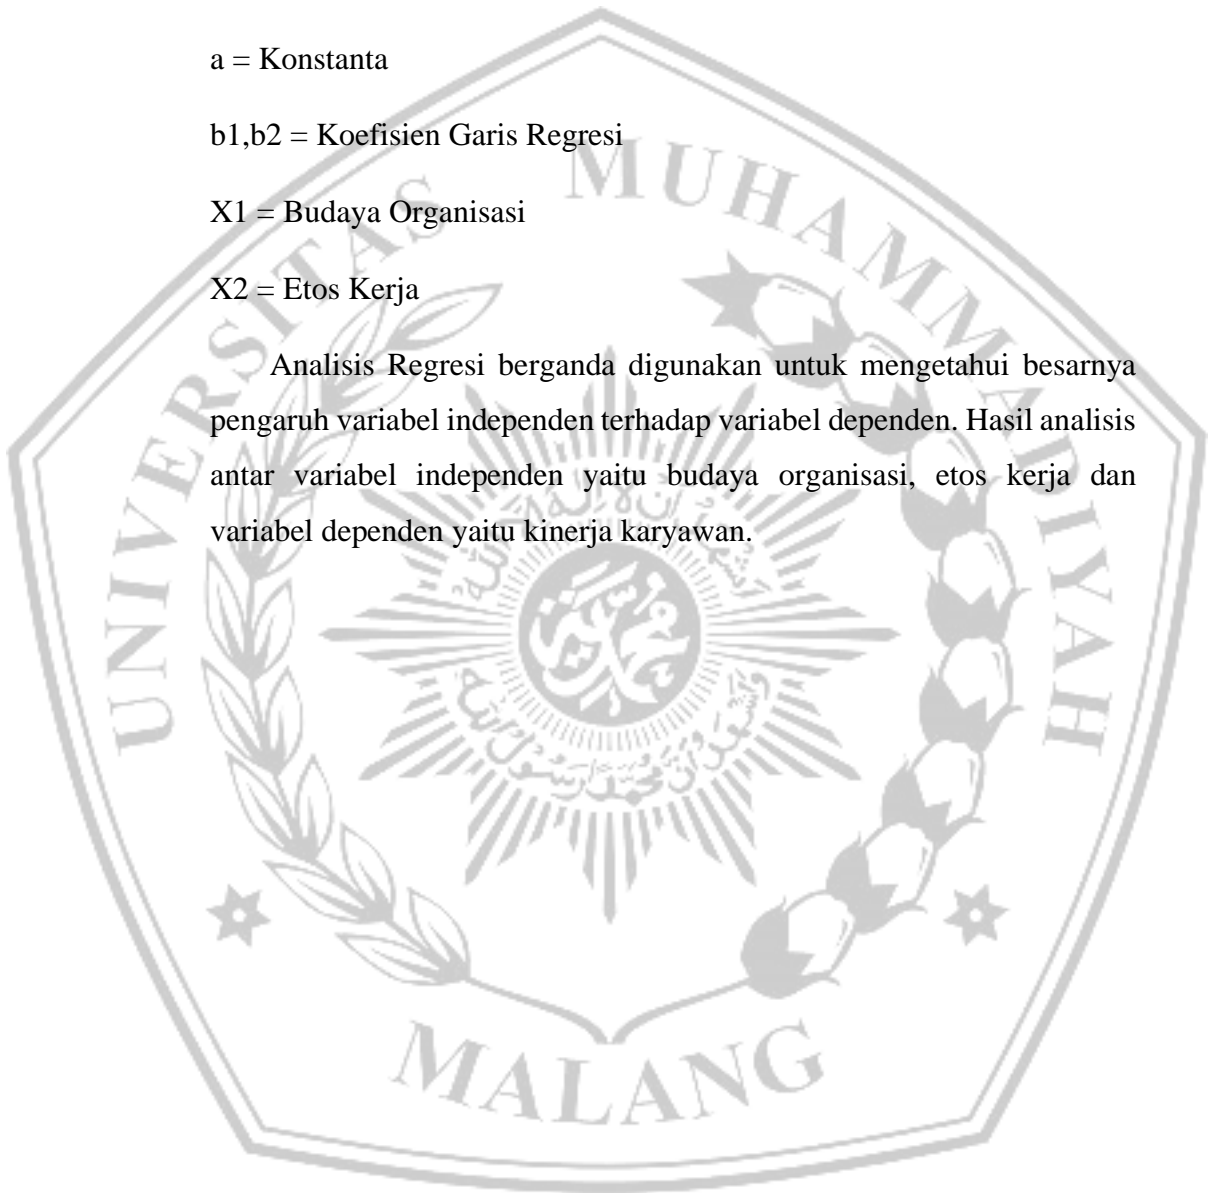 a = Konstanta
b1,b2 = Koefisien Garis Regresi
X1 = Budaya Organisasi
X2 = Etos Kerja
Analisis Regresi berganda digunakan untuk mengetahui besarnya
pengaruh variabel independen terhadap variabel dependen. Hasil analisis
antar variabel independen yaitu budaya organisasi, etos kerja dan
variabel dependen yaitu kinerja karyawan.
UNIVERSITAS MUHAMMADIYAH
MALANG